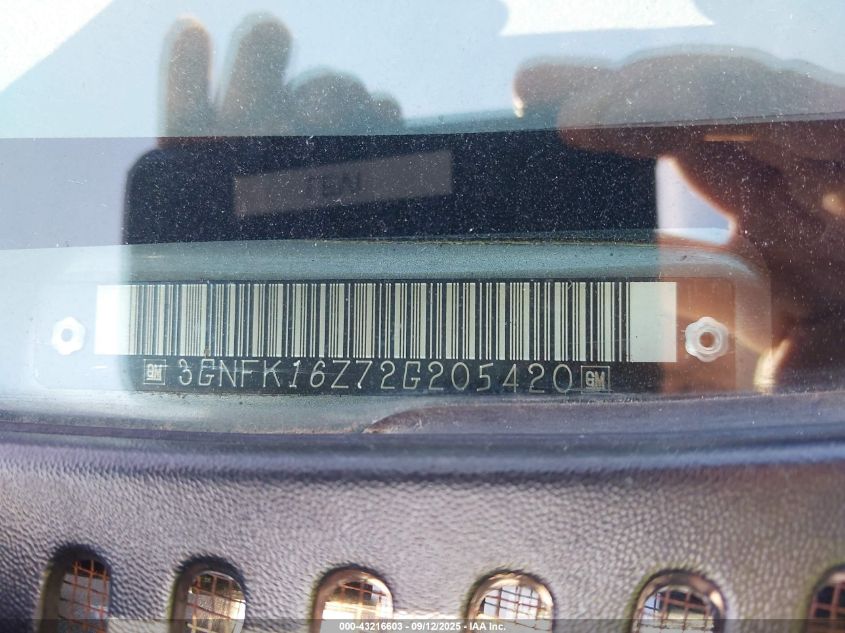 GM 3GNFK16Z72G205420 GM
000-43216603 - 09/12/2025 - IAA Inc.